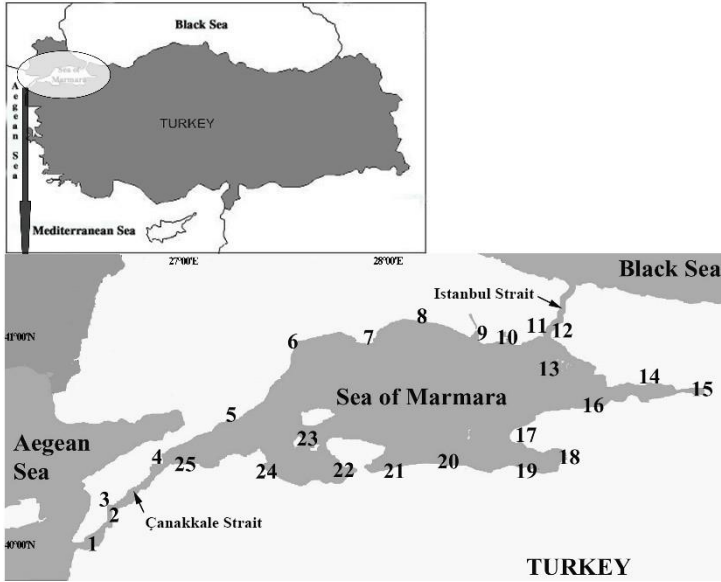 Black Sea
Sea of
Marmara
Aegean Sea
TURKEY
Mediterranean Sea
27°00'E
28°00'E
Black Sea
Istanbul Strait
41°00'N
8
11
12
6
7
9
10
13
14
15
Sea of Marmara
16
5
Aegean
Sea
23
17
4
25
24
22
21
20
19
18
3
2
Çanakkale Strait
1
40°00'N
TURKEY